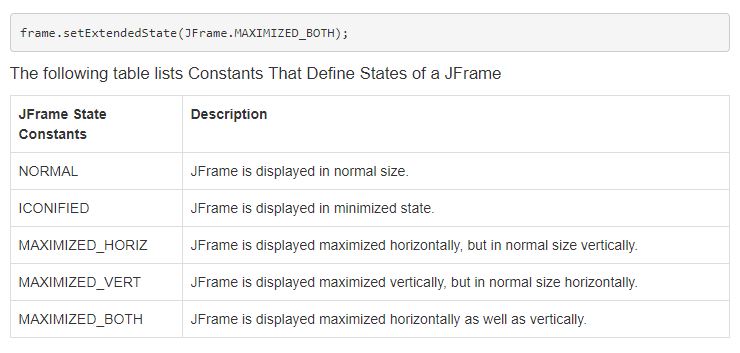 frame.setExtendedState(JFrame.MAXIMIZED_BOTH);
The following table lists Constants That Define States of a JFrame
JFrame State Constants
Description
NORMAL
JFrame is displayed in normal size.
ICONIFIED
JFrame is displayed in minimized state.
MAXIMIZED_HORIZ
JFrame is displayed maximized horizontally, but in normal size vertically.
MAXIMIZED_VERT
JFrame is displayed maximized vertically, but in normal size horizontally.
MAXIMIZED_BOTH
JFrame is displayed maximized horizontally as well as vertically.